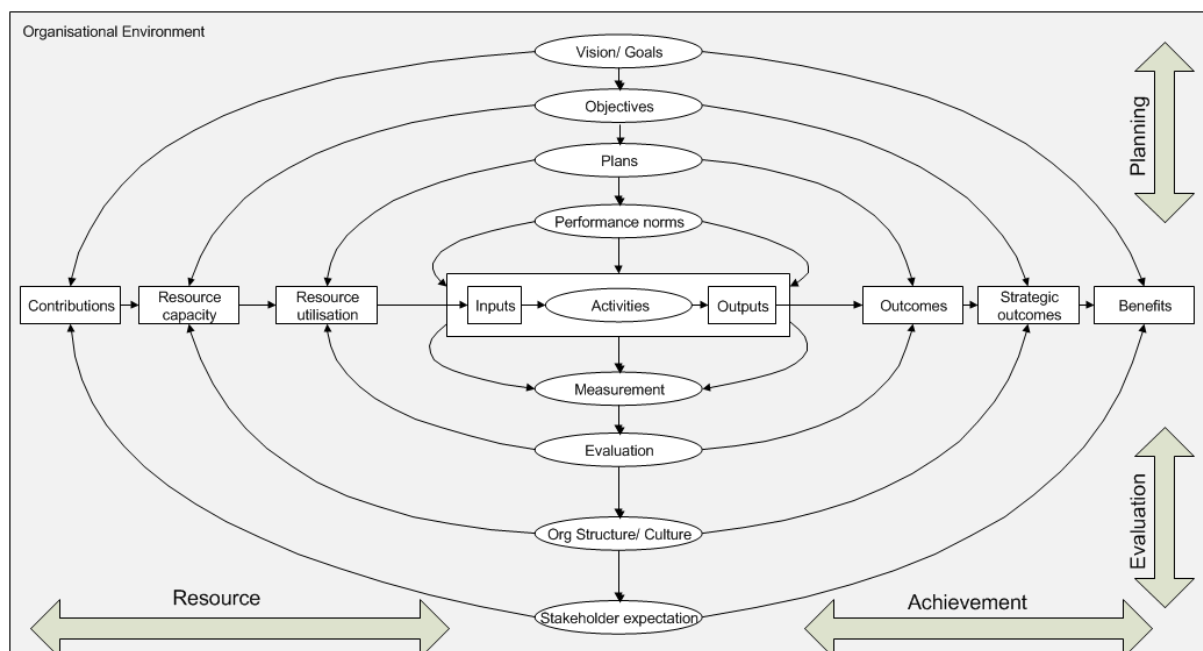 Organisational Environment
Vision/ Goals
Objectives
Planning
Plans
Performance norms
Contributions
Resource
capacity
Resource
utilisation
Inputs
Activities
Outputs
Outcomes
Strategic
outcomes
Benefits
Measurement
Evaluation
Org Structure/ Culture
Evaluation
Resource
Achievement
Stakeholder expectation